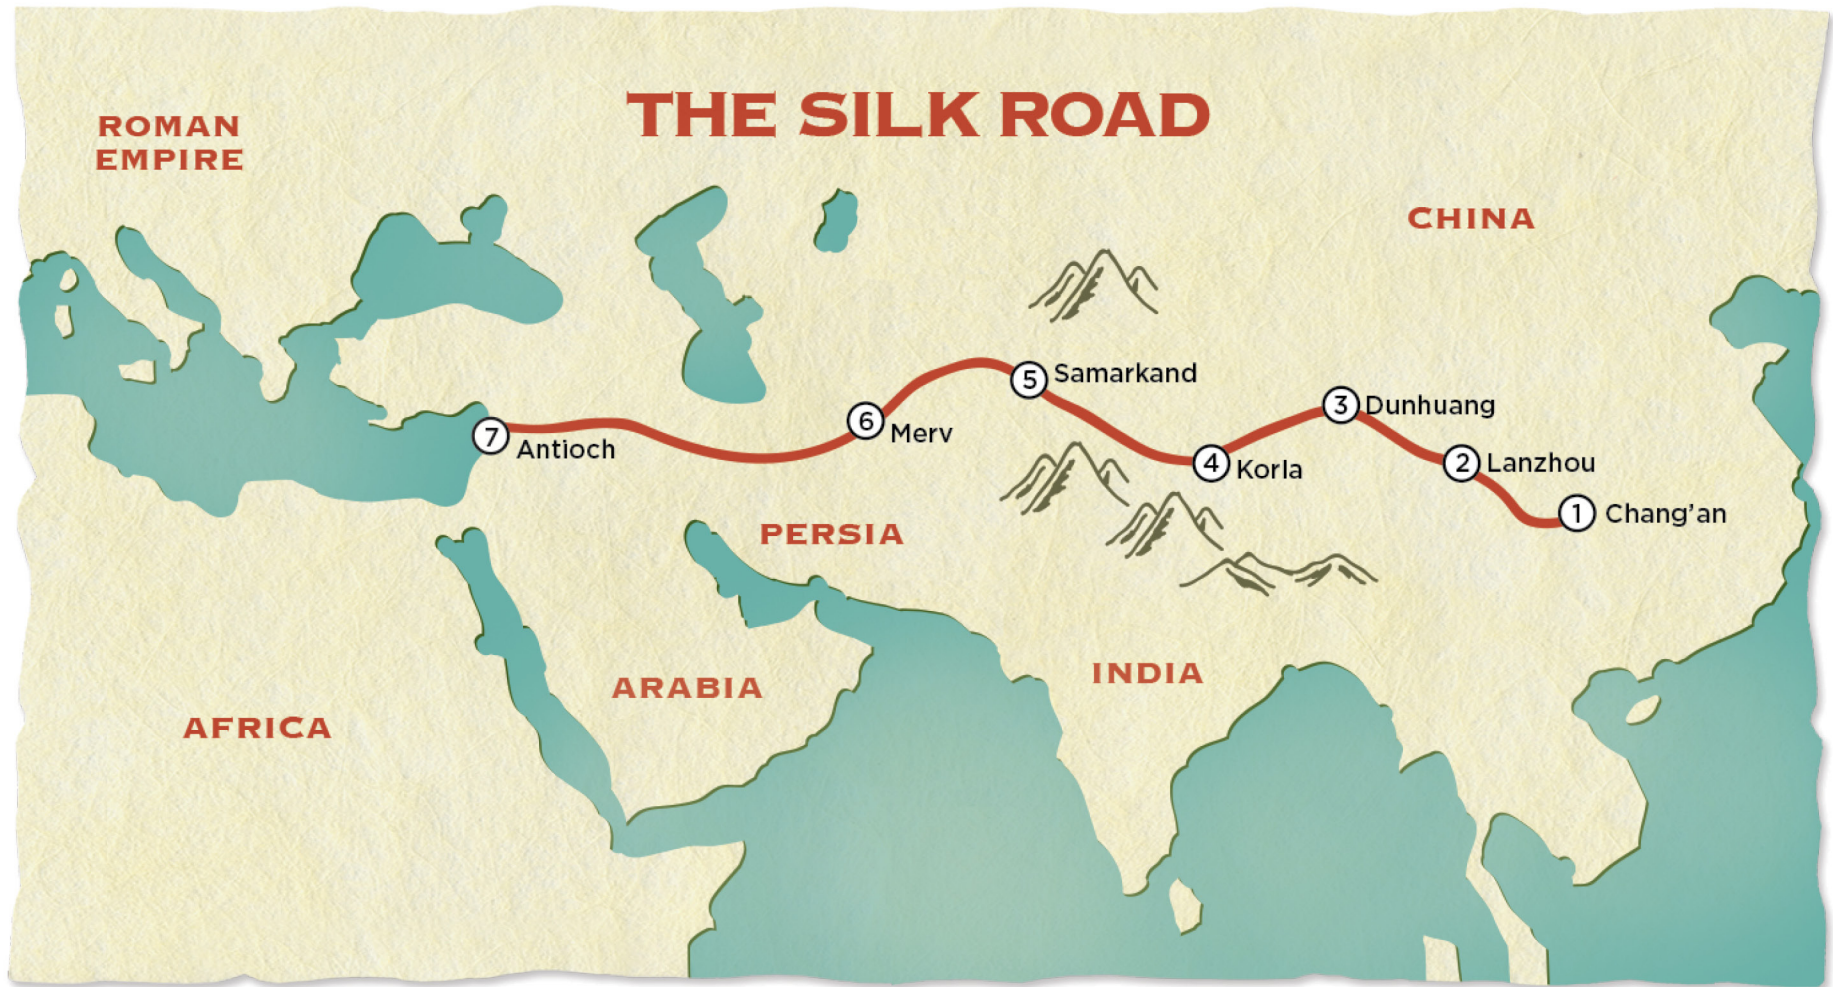 THE SILK ROAD
ROMAN
EMPIRE
CHINA
5 Samarkand
3 Dunhuang
6 Merv
7 Antioch
4 Korla
2 Lanzhou
1 Chang’an
PERSIA
INDIA
ARABIA
AFRICA